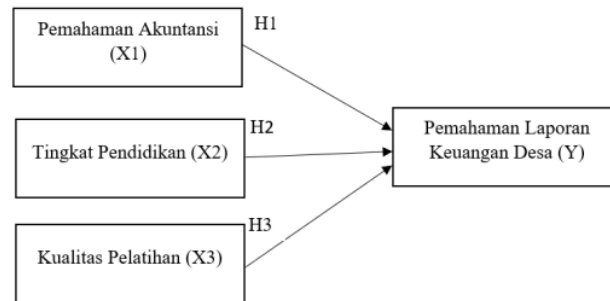 Pemahaman Akuntansi
(X1)
H1
Tingkat Pendidikan (X2)
H2
Kualitas Pelatihan (X3)
H3
Pemahaman Laporan
Keuangan Desa (Y)